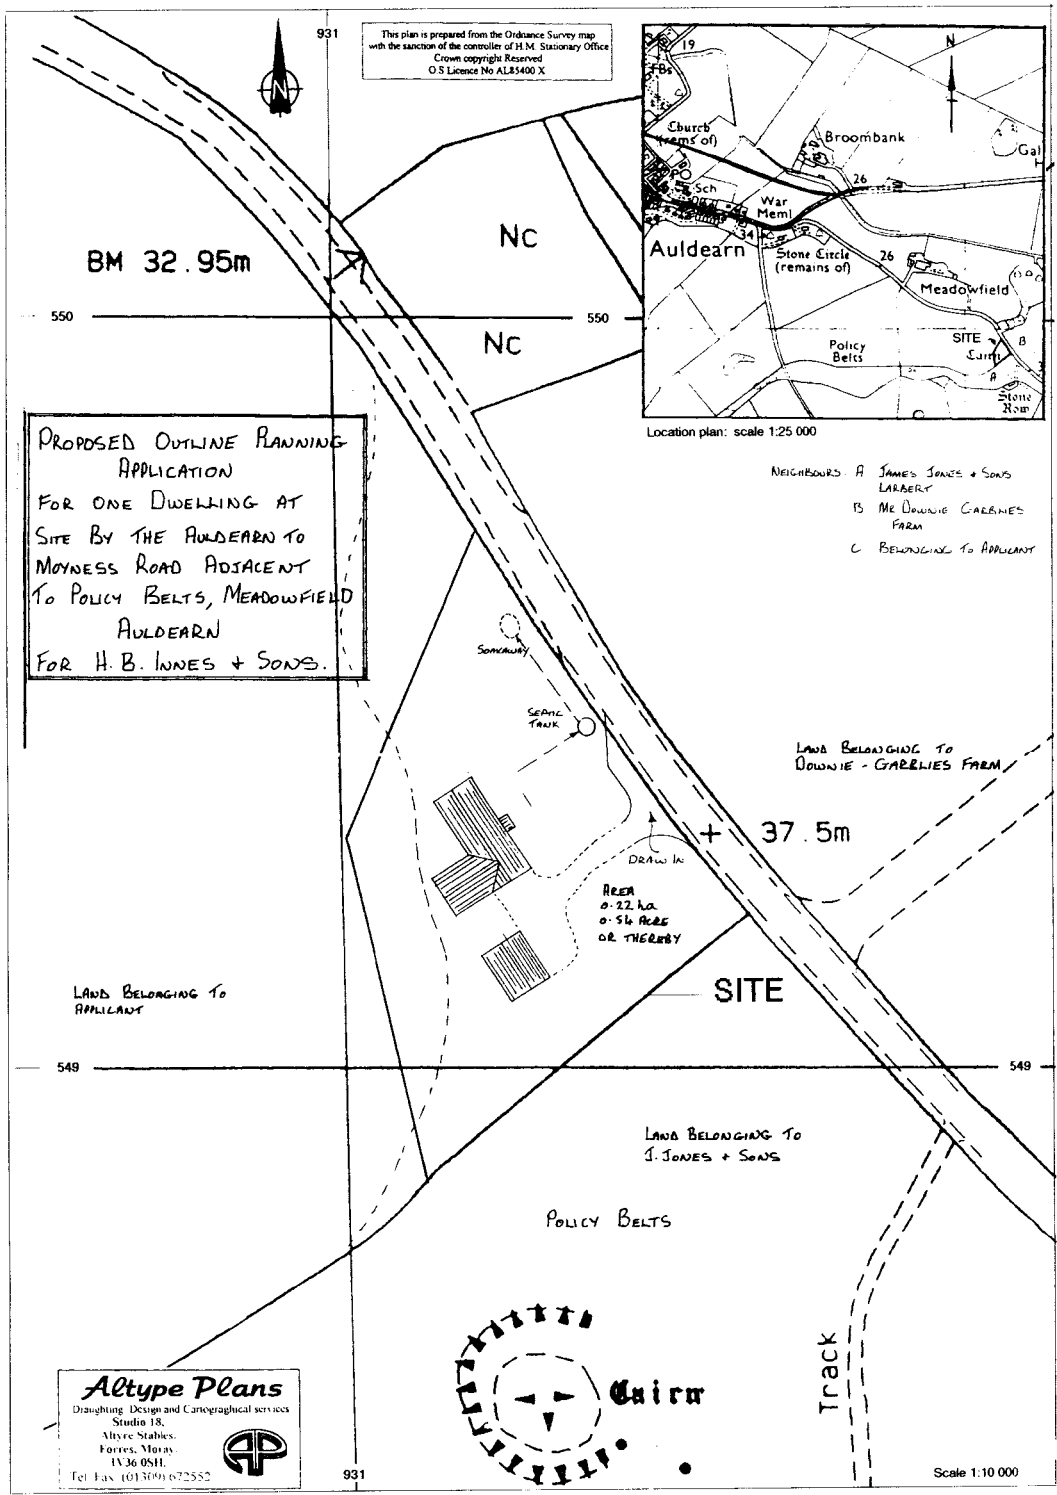 931
This plan is prepared from the Ordnance Survey map
with the sanction of the controller of H.M. Stationary Office
Crown copyright Reserved
O S Licence No AL85400 X
N
BM 32.95m
Nc
550
550
Nc
19
N
Church
(rems of)
Broombank
Gal
Sch
26
War
Meml
34
Auldearn
Stone Circle
(remains of)
26
Meadowfield
SITE
B
Cairn
Policy
Belts
A
Stone
Row
Location plan: scale 1:25 000
PROPOSED OUTLINE PLANNING
APPLICATION
FOR ONE DWELLING AT
SITE BY THE AULDEARN TO
MOYNESS ROAD ADJACENT
TO POLICY BELTS, MEADOWFIELD
AULDEARN
FOR H. B. INNES + SONS.
NEIGHBOURS. A JAMES JONES + SONS
LARBERT
B MR DOWNIE GARBLIES
FARM
C BELONGING TO APPLICANT
SOAKAWAY
SEPTIC
TANK
LAND BELONGING TO
DOWNIE - GARBLIES FARM
37.5m
DRAW IN
AREA
0.22 ha
0.54 ACRE
OR THEREBY
SITE
LAND BELONGING TO
APPLICANT
549
549
LAND BELONGING TO
J. JONES + SONS
POLICY BELTS
Track
Cairn
Altype Plans
Draughting Design and Cartographical services
Studio 18,
Altyre Stables,
Forres, Moray.
IV36 0SH.
Tel Fax (01309) 672552
AP
931
Scale 1:10 000